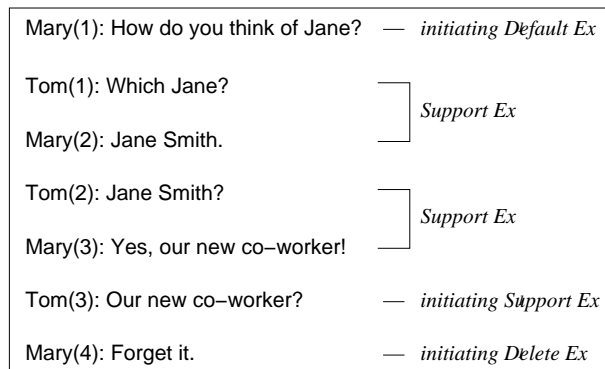 Mary(1): How do you think of Jane? — initiating Default Ex
Tom(1): Which Jane?
Support Ex
Mary(2): Jane Smith.
Tom(2): Jane Smith?
Support Ex
Mary(3): Yes, our new co−worker!
Tom(3): Our new co−worker? — initiating Support Ex
Mary(4): Forget it. — initiating Delete Ex